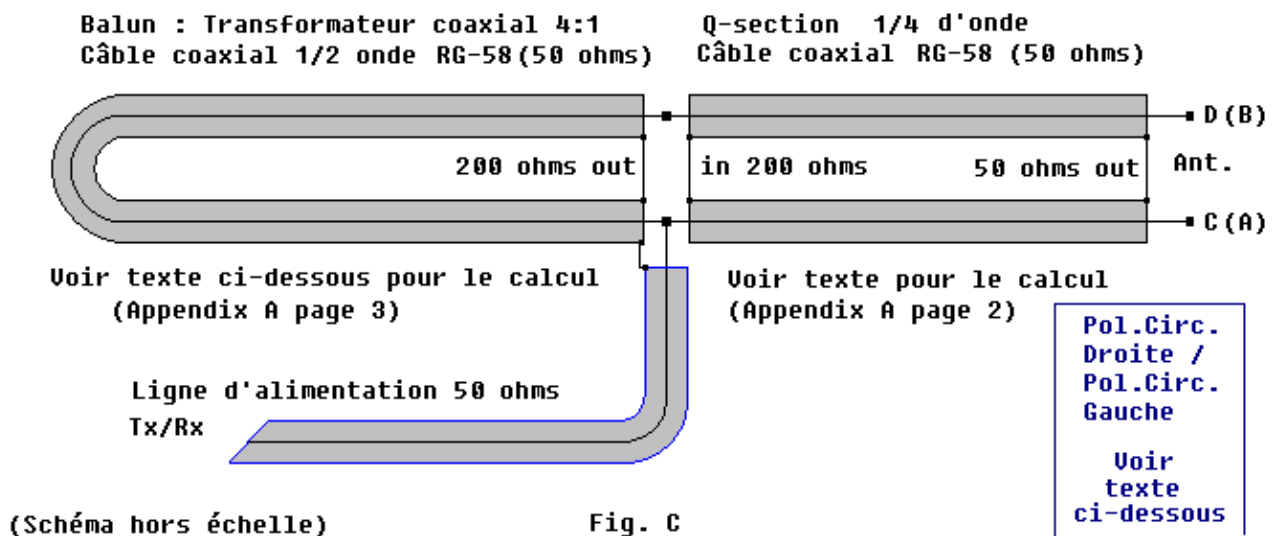 Balun : Transformateur coaxial 4:1
Câble coaxial 1/2 onde RG-58(50 ohms)
Q-section 1/4 d'onde
Câble coaxial RG-58 (50 ohms)
D(B)
200 ohms out
in 200 ohms
50 ohms out
Ant.
C(A)
Voir texte ci-dessous pour le calcul
(Appendix A page 3)
Voir texte pour le calcul
(Appendix A page 2)
Pol.Circ.
Droite /
Pol.Circ.
Gauche
Voir
texte
ci-dessous
Ligne d'alimentation 50 ohms
Tx/Rx
(Schéma hors échelle)
Fig. C